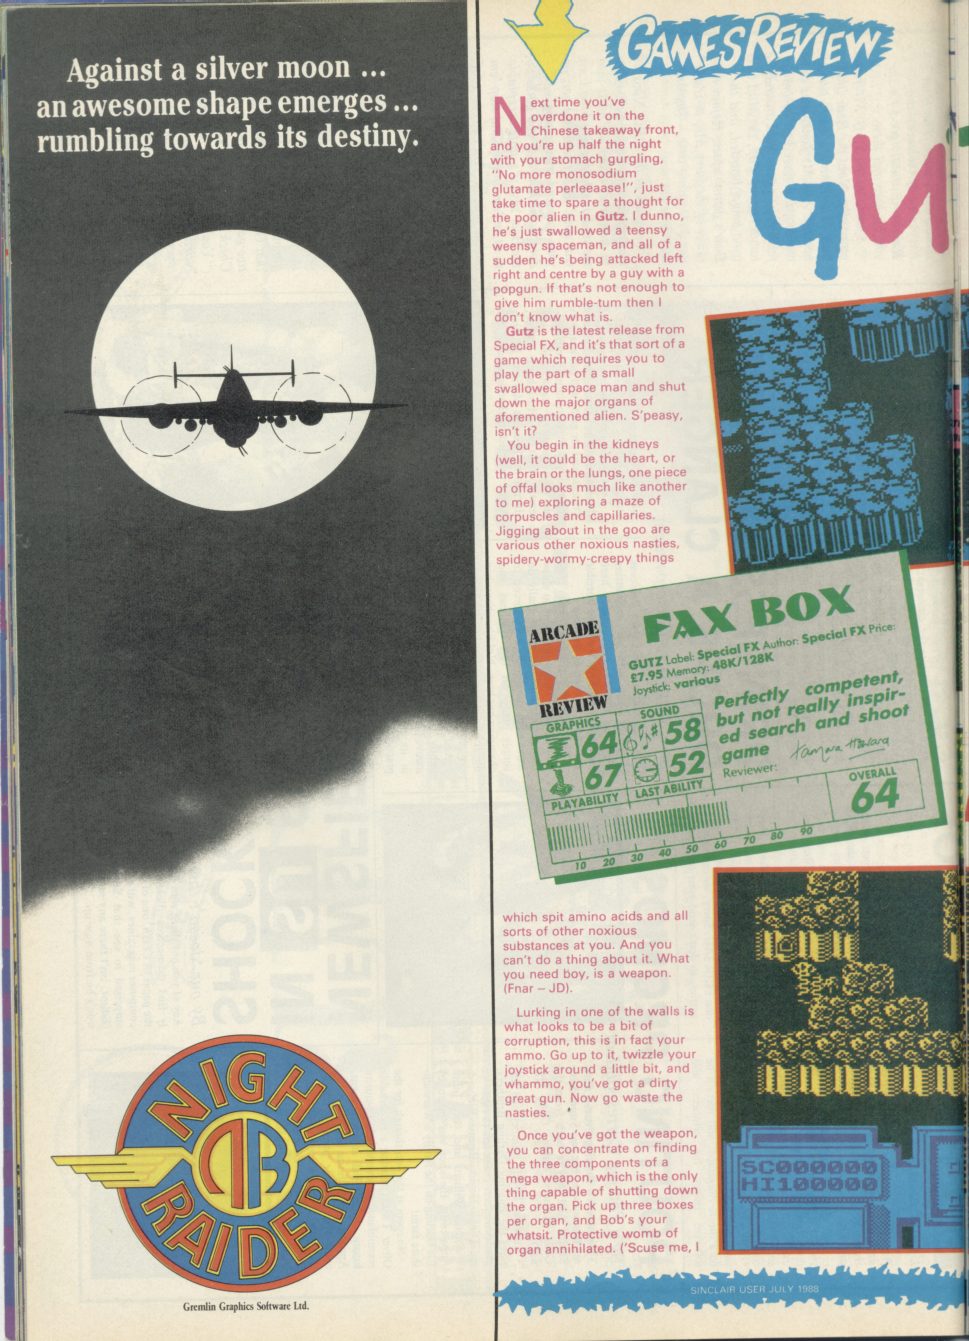 Against a silver moon ...
an awesome shape emerges ...
rumbling towards its destiny.
NIGHT
RAIDER
Gremlin Graphics Software Ltd.
GAMES REVIEW
Gu
Next time you've
overdone it on the
Chinese takeaway front,
and you're up half the night
with your stomach gurgling,
"No more monosodium
glutamate perleeaase!", just
take time to spare a thought for
the poor alien in Gutz. I dunno,
he's just swallowed a teensy
weensy spaceman, and all of a
sudden he's being attacked left
right and centre by a guy with a
popgun. If that's not enough to
give him rumble-tum then I
don't know what is.
Gutz is the latest release from
Special FX, and it's that sort of a
game which requires you to
play the part of a small
swallowed space man and shut
down the major organs of
aforementioned alien. S'peasy,
isn't it?
You begin in the kidneys
(well, it could be the heart, or
the brain or the lungs, one piece
of offal looks much like another
to me) exploring a maze of
corpuscles and capillaries.
Jigging about in the goo are
various other noxious nasties,
spidery-wormy-creepy things
ARCADE
REVIEW
FAX BOX
GUTZ Label: Special FX Author: Special FX Price:
£7.95 Memory: 48K/128K
Joystick: various
GRAPHICS
64
SOUND
58
67
PLAYABILITY
52
LAST ABILITY
Perfectly competent,
but not really inspir-
ed search and shoot
game
Reviewer: Tamara Howard
OVERALL
64
10 20 30 40 50 60 70 80 90
which spit amino acids and all
sorts of other noxious
substances at you. And you
can't do a thing about it. What
you need boy, is a weapon.
(Fnar – JD).
Lurking in one of the walls is
what looks to be a bit of
corruption, this is in fact your
ammo. Go up to it, twizzle your
joystick around a little bit, and
whammo, you've got a dirty
great gun. Now go waste the
nasties.
Once you've got the weapon,
you can concentrate on finding
the three components of a
mega weapon, which is the only
thing capable of shutting down
the organ. Pick up three boxes
per organ, and Bob's your
whatsit. Protective womb of
organ annihilated. ('Scuse me, I
SC000000
HI100000
SINCLAIR USER JULY 1988